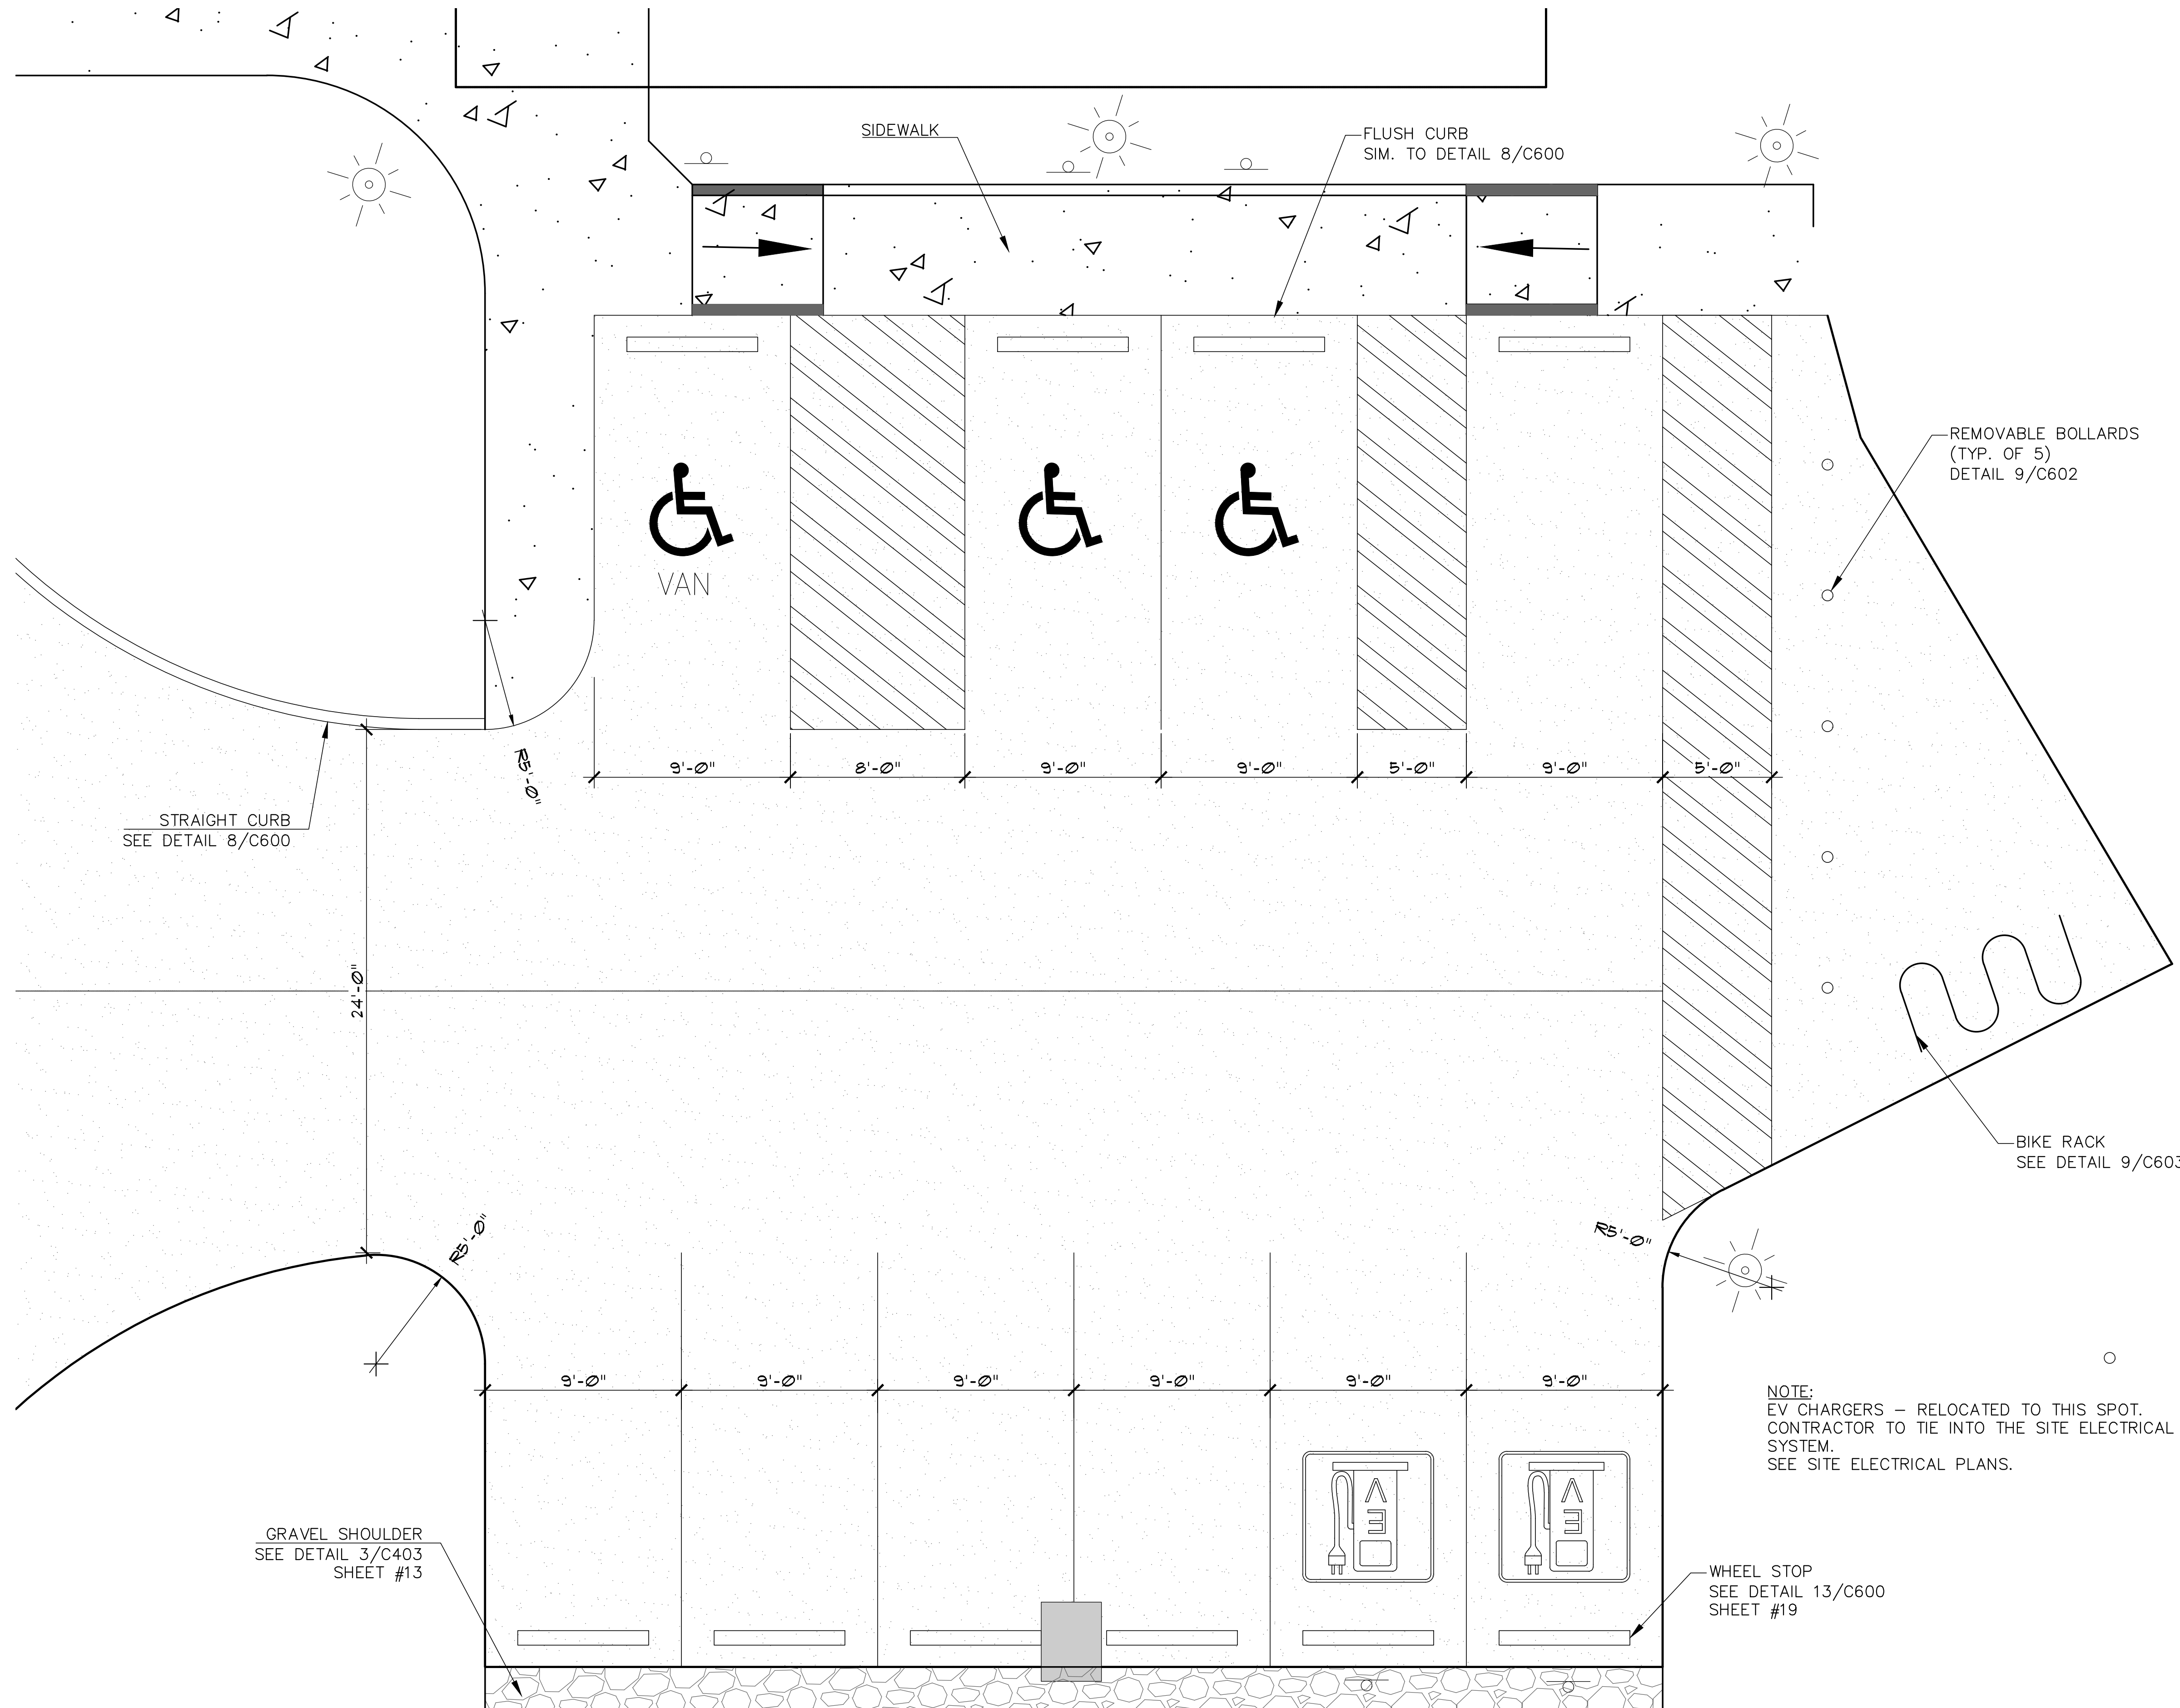 SIDEWALK
FLUSH CURB
SIM. TO DETAIL 8/C600
REMOVABLE BOLLARDS
(TYP. OF 5)
DETAIL 9/C602
VAN
R5'-0"
9'-0"
8'-0"
9'-0"
9'-0"
5'-0"
9'-0"
5'-0"
STRAIGHT CURB
SEE DETAIL 8/C600
24'-0"
BIKE RACK
SEE DETAIL 9/C603
R5'-0"
R5'-0"
9'-0"
9'-0"
9'-0"
9'-0"
9'-0"
9'-0"
NOTE:
EV CHARGERS – RELOCATED TO THIS SPOT.
CONTRACTOR TO TIE INTO THE SITE ELECTRICAL
SYSTEM.
SEE SITE ELECTRICAL PLANS.
EV
EV
GRAVEL SHOULDER
SEE DETAIL 3/C403
SHEET #13
WHEEL STOP
SEE DETAIL 13/C600
SHEET #19